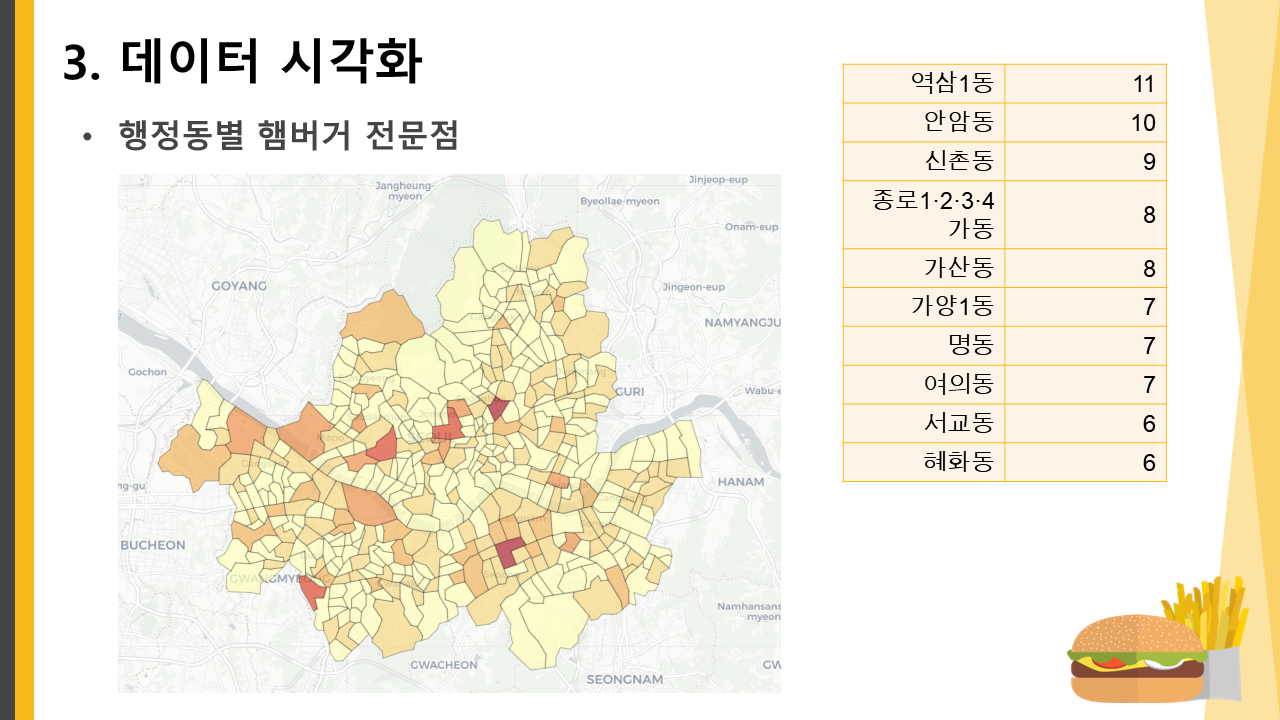 3. 데이터 시각화
• 행정동별 햄버거 전문점
역삼1동 11
안암동 10
신촌동 9
종로1·2·3·4
가동 8
가산동 8
가양1동 7
명동 7
여의동 7
서교동 6
혜화동 6
Jangheung-
myeon
Jinjeop-eup
Byeollae-myeon
Onam-eup
GOYANG
Jingeon-eup
NAMYANGJU
Gochon
GURI
Wabu-e
HANAM
ng-gu
BUCHEON
GWANGMYEONG
Namhansans
myeon
GWACHEON
GW
SEONGNAM